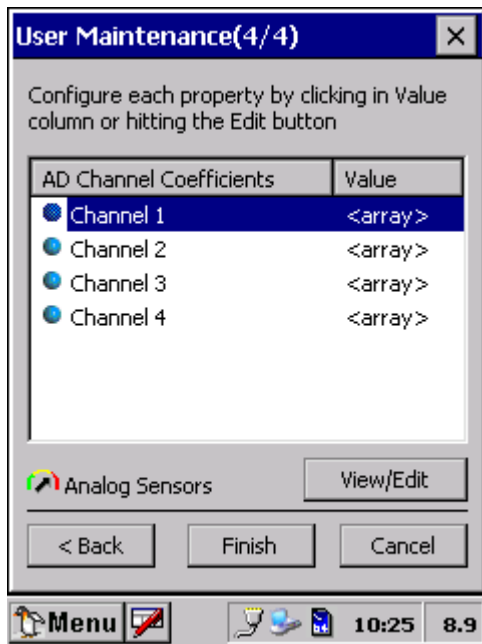 User Maintenance(4/4)
Configure each property by clicking in Value
column or hitting the Edit button
AD Channel Coefficients Value
Channel 1 <array>
Channel 2 <array>
Channel 3 <array>
Channel 4 <array>
Analog Sensors View/Edit
< Back Finish Cancel
Menu 10:25 8.9